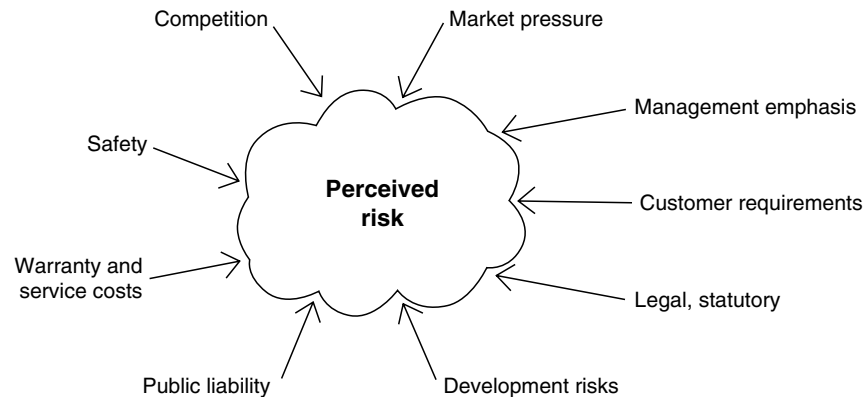 Competition
Market pressure
Management emphasis
Safety
Perceived
risk
Customer requirements
Warranty and
service costs
Legal, statutory
Public liability
Development risks